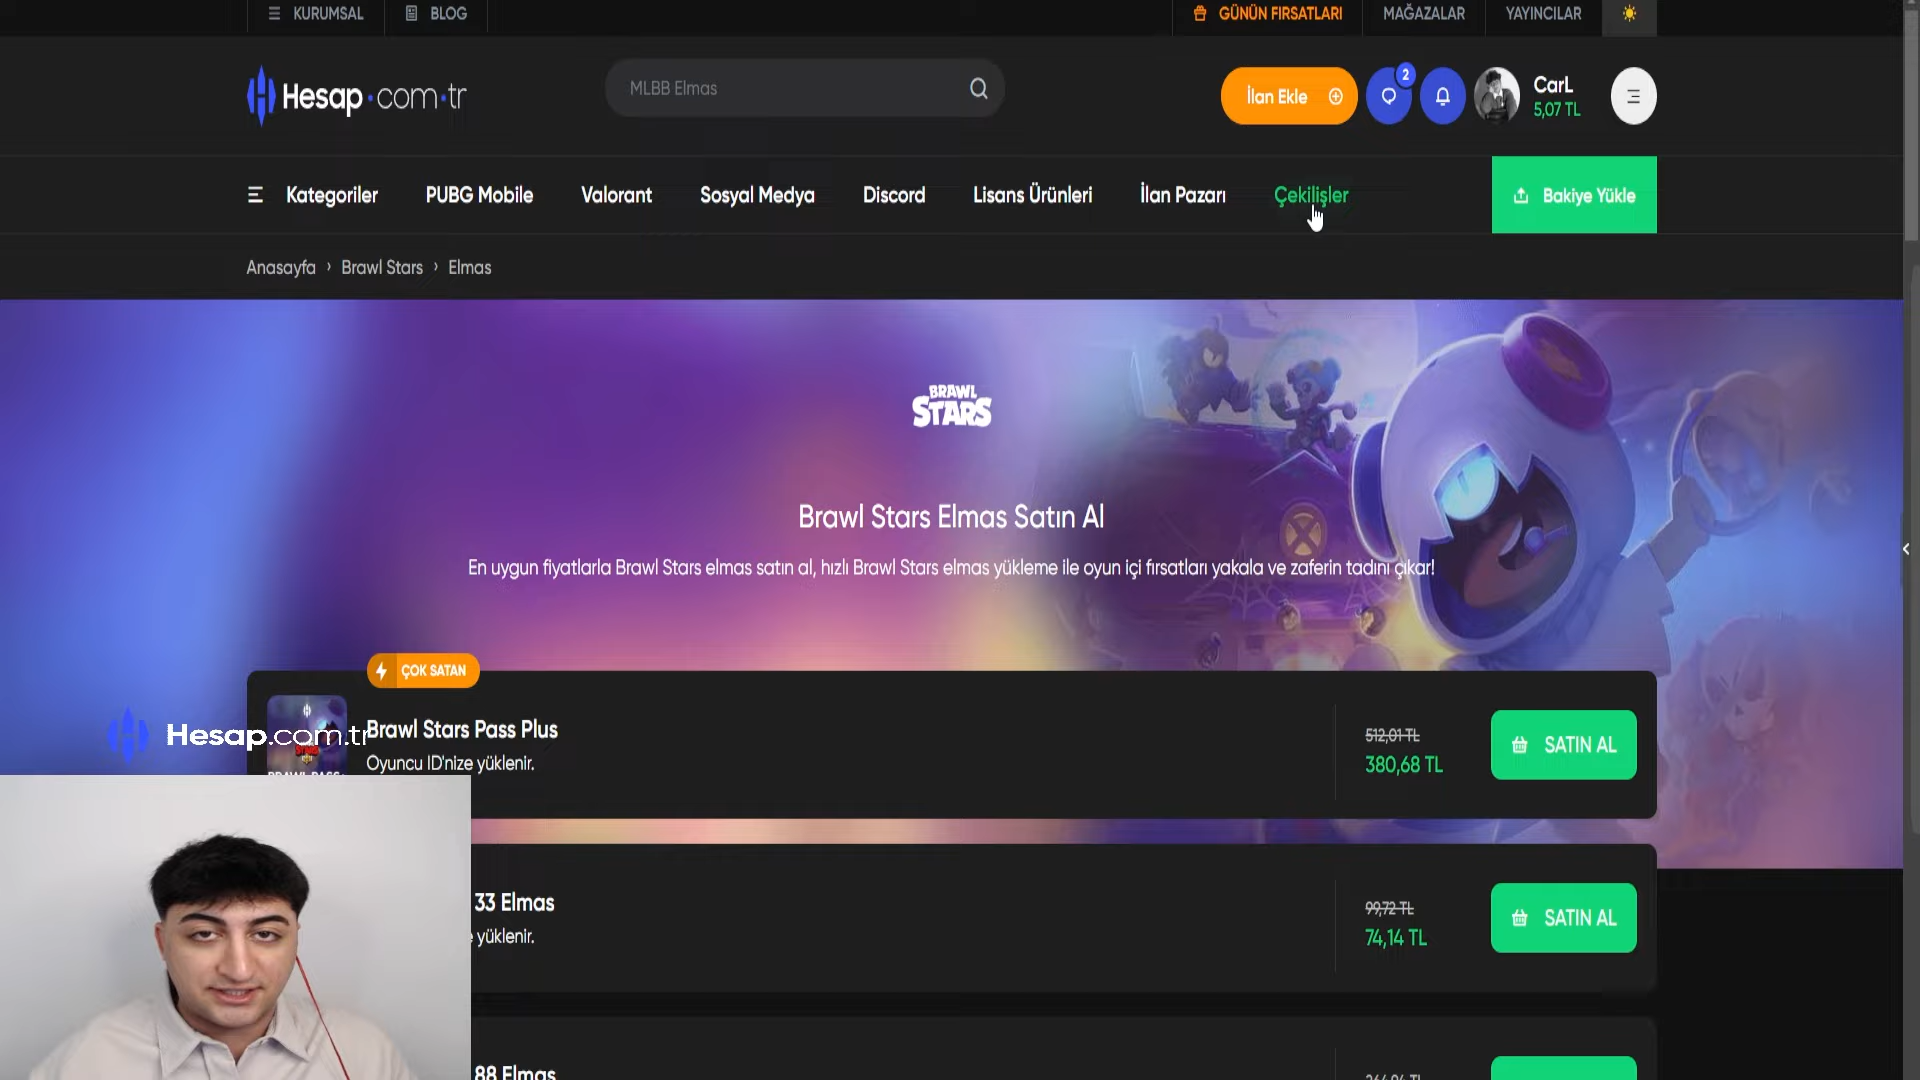 KURUMSAL
BLOG
GÜNÜN FIRSATLARI
MAĞAZALAR
YAYINCILAR
Hesap.com.tr
MLBB Elmas
İlan Ekle
2
CarL
5,07 TL
Kategoriler
PUBG Mobile
Valorant
Sosyal Medya
Discord
Lisans Ürünleri
İlan Pazarı
Çekilişler
Bakiye Yükle
Anasayfa › Brawl Stars › Elmas
BRAWL
STARS
Brawl Stars Elmas Satın Al
En uygun fiyatlarla Brawl Stars elmas satın al, hızlı Brawl Stars elmas yükleme ile oyun içi fırsatları yakala ve zaferin tadını çıkar!
ÇOK SATAN
Brawl Stars Pass Plus
Oyuncu ID'nize yüklenir.
512,01 TL
380,68 TL
SATIN AL
Hesap.com.tr
33 Elmas
yüklenir.
99,72 TL
74,14 TL
SATIN AL
88 Elmas